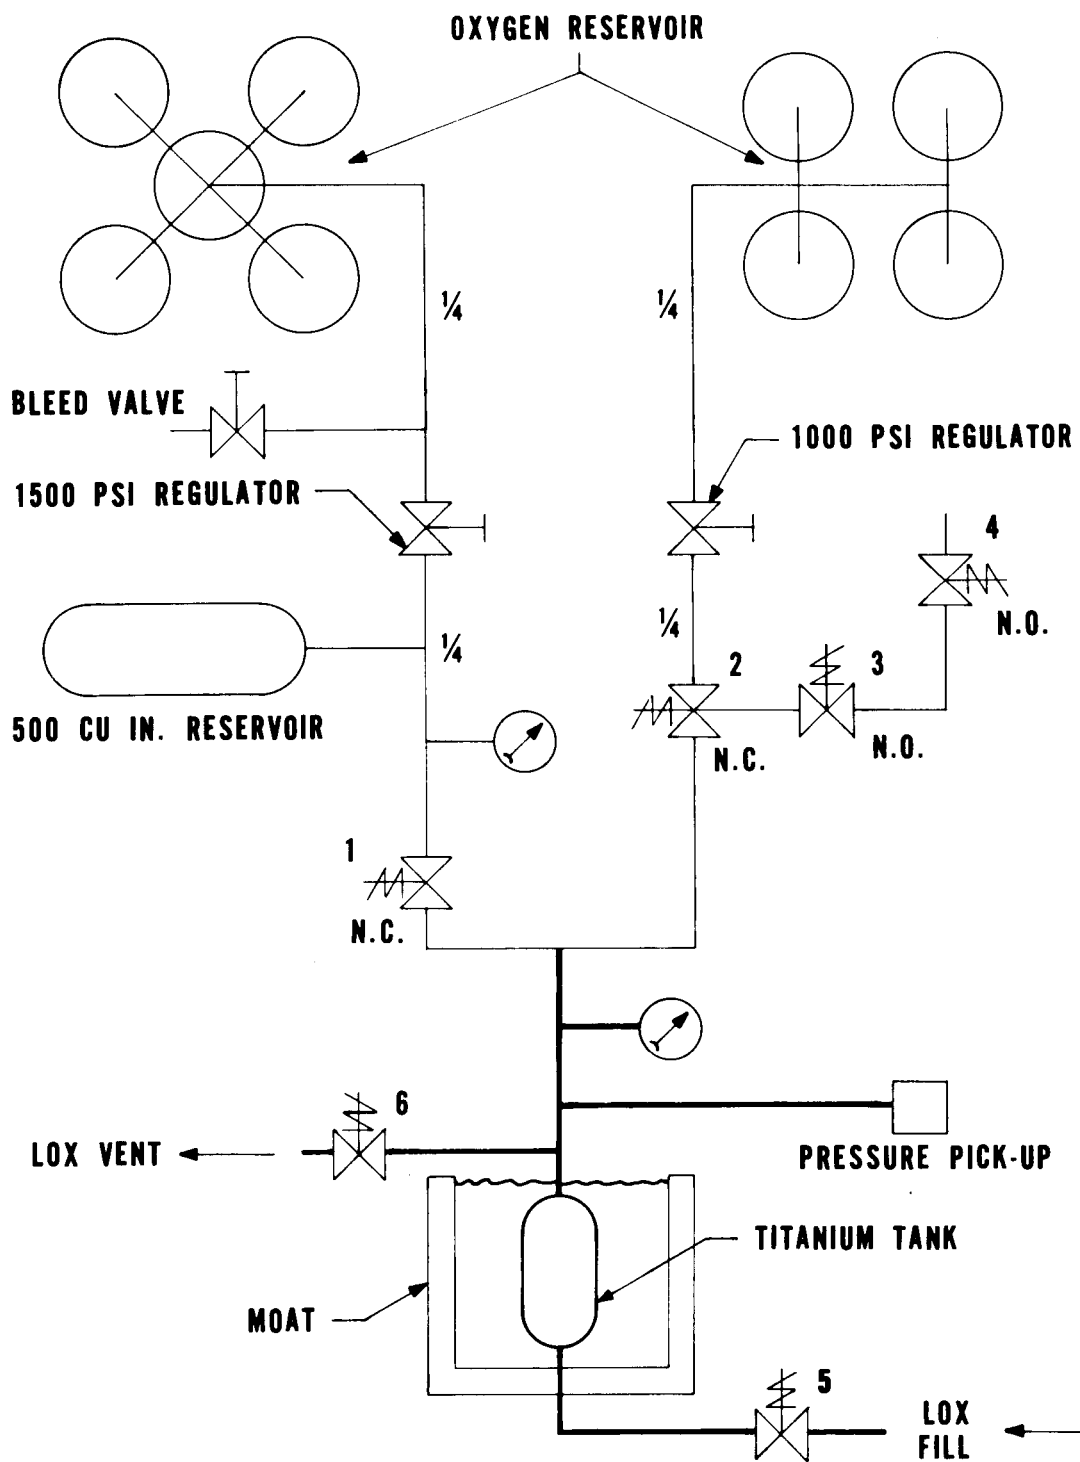 OXYGEN RESERVOIR
1/4
1/4
BLEED VALVE
1000 PSI REGULATOR
1500 PSI REGULATOR
4
N.O.
1/4
1/4
2
3
500 CU IN. RESERVOIR
N.C.
N.O.
1
N.C.
6
LOX VENT
PRESSURE PICK-UP
TITANIUM TANK
MOAT
5
LOX
FILL